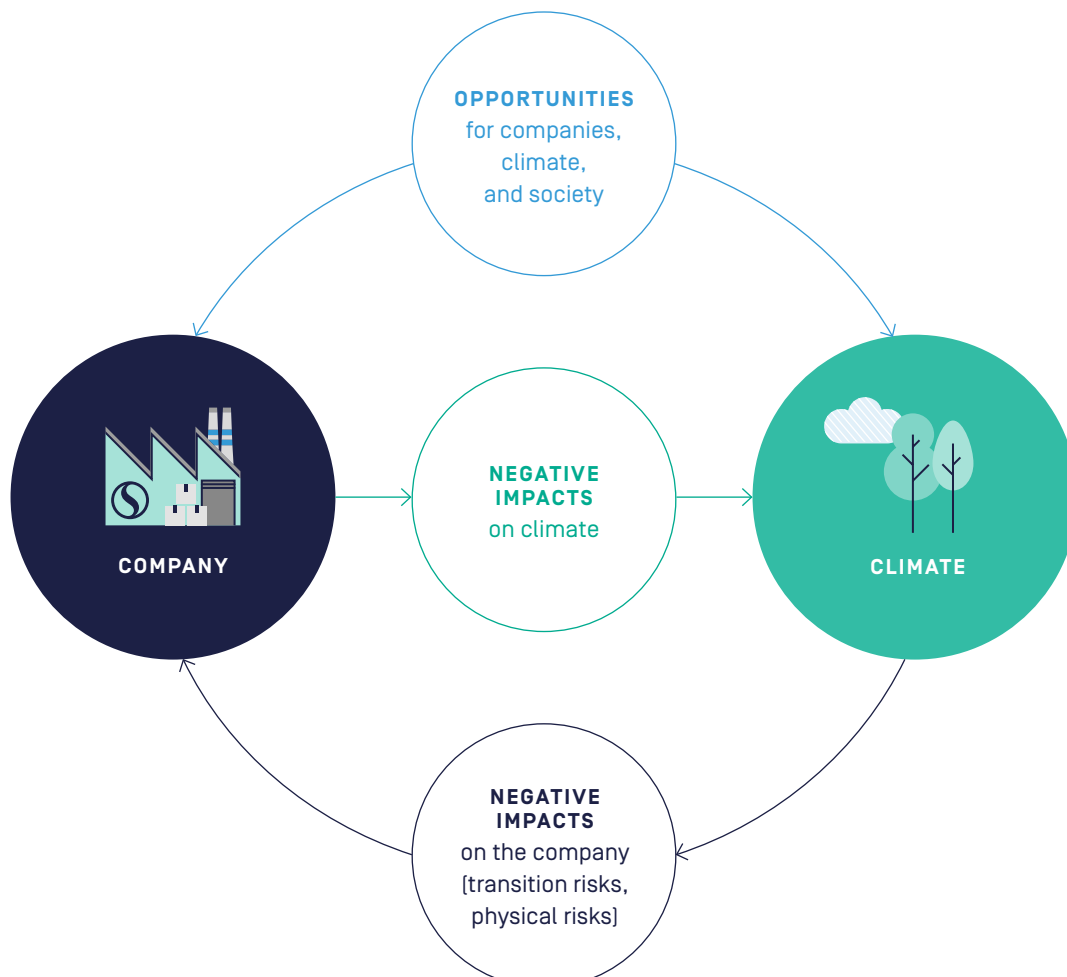 OPPORTUNITIES
for companies,
climate,
and society
COMPANY
NEGATIVE
IMPACTS
on climate
CLIMATE
NEGATIVE
IMPACTS
on the company
(transition risks,
physical risks)